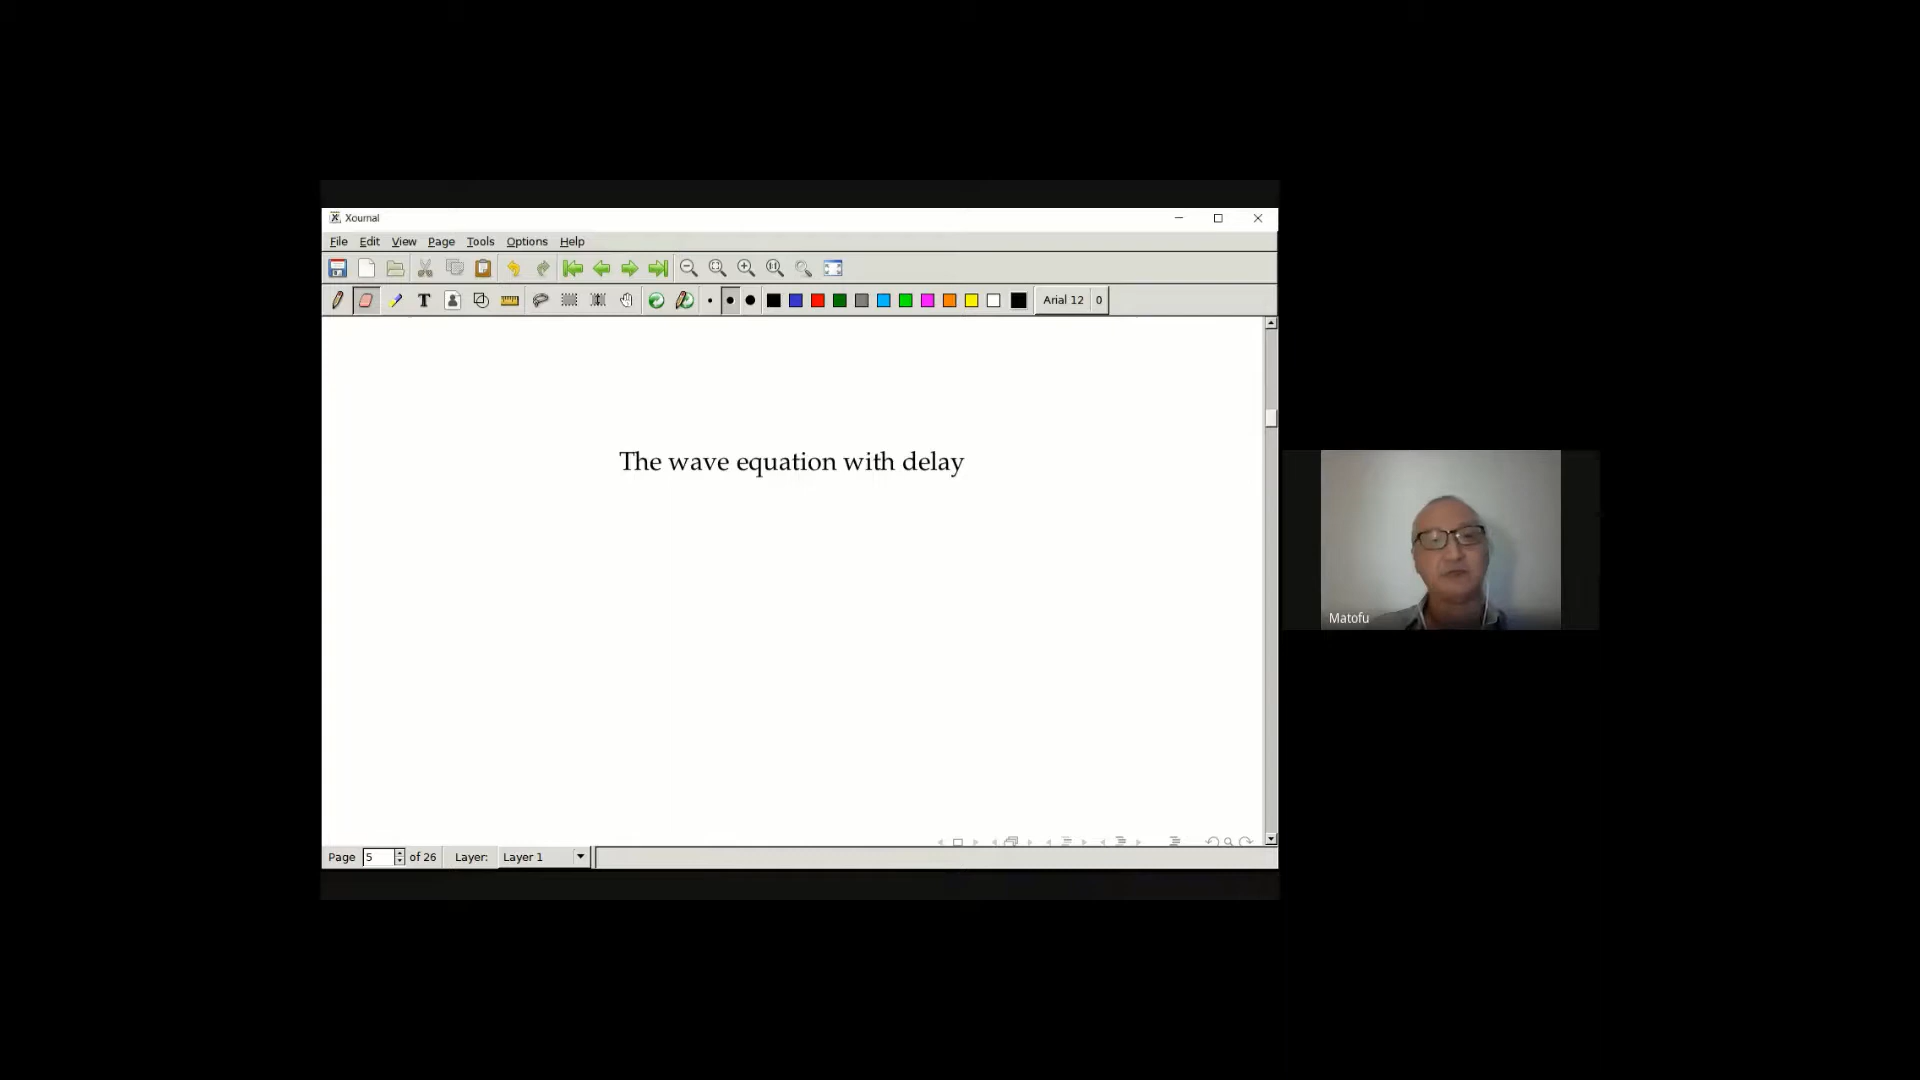 Xournal
File Edit View Page Tools Options Help
T Arial 12 0
The wave equation with delay
Matofu
Page 5 of 26 Layer: Layer 1